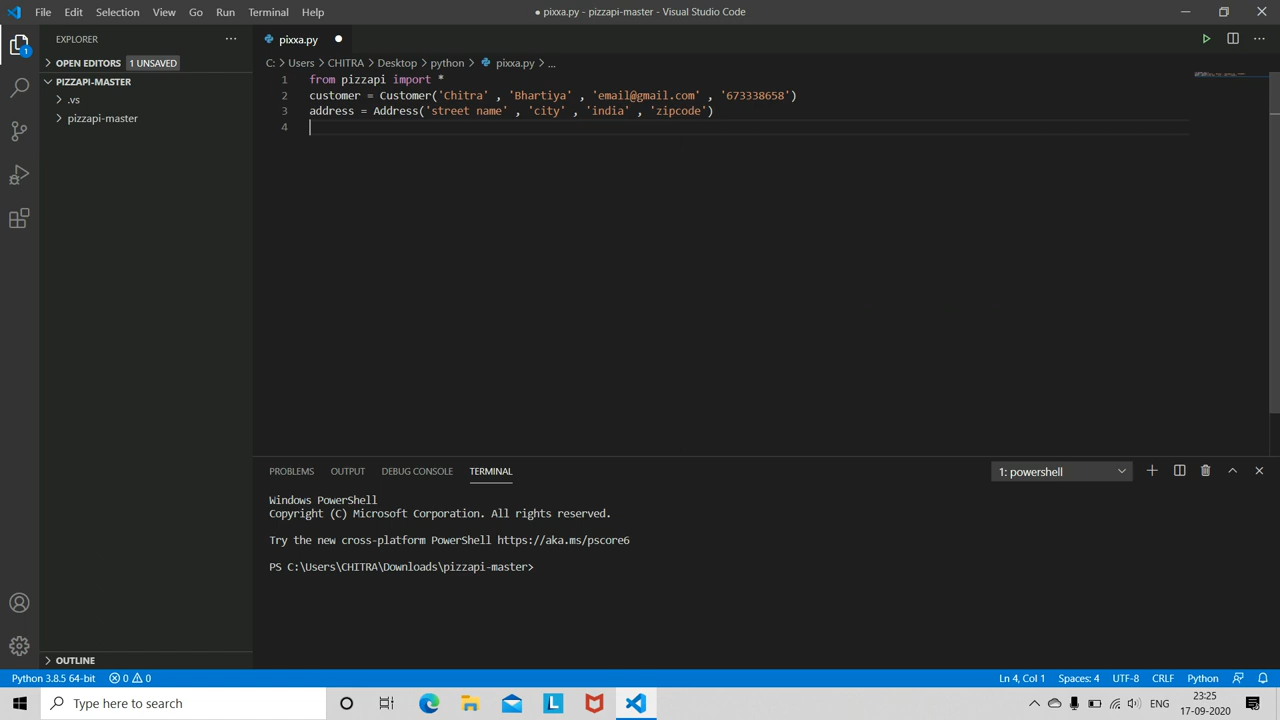 File Edit Selection View Go Run Terminal Help
● pixxa.py - pizzapi-master - Visual Studio Code
EXPLORER
pixxa.py
OPEN EDITORS 1 UNSAVED
C: > Users > CHITRA > Desktop > python > pixxa.py > ...
PIZZAPI-MASTER
.vs
pizzapi-master
1 from pizzapi import *
2 customer = Customer('Chitra' , 'Bhartiya' , 'email@gmail.com' , '673338658')
3 address = Address('street name' , 'city' , 'india' , 'zipcode')
4
1
PROBLEMS OUTPUT DEBUG CONSOLE TERMINAL
1: powershell
Windows PowerShell
Copyright (C) Microsoft Corporation. All rights reserved.
Try the new cross-platform PowerShell https://aka.ms/pscore6
PS C:\Users\CHITRA\Downloads\pizzapi-master>
OUTLINE
Python 3.8.5 64-bit 0 0
Ln 4, Col 1 Spaces: 4 UTF-8 CRLF Python
Type here to search
L
ENG
23:25
17-09-2020